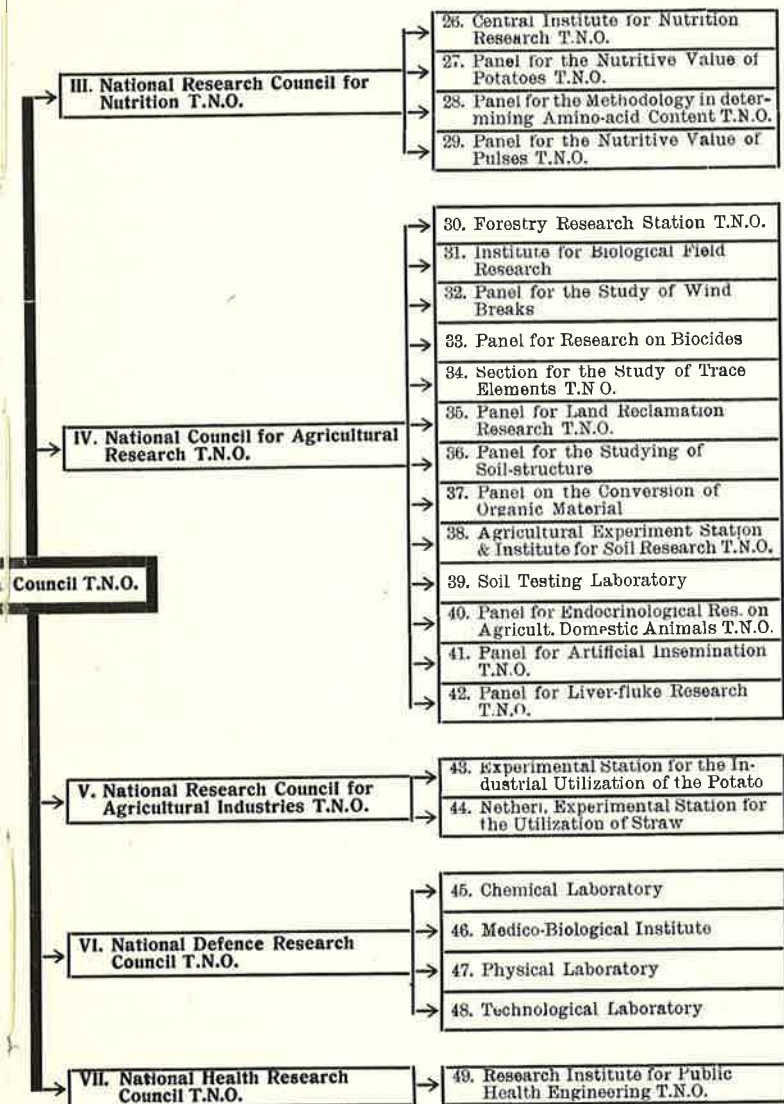 III. National Research Council for
Nutrition T.N.O.
26. Central Institute for Nutrition
Research T.N.O.
27. Panel for the Nutritive Value of
Potatoes T.N.O.
28. Panel for the Methodology in deter-
mining Amino-acid Content T.N.O.
29. Panel for the Nutritive Value of
Pulses T.N.O.
IV. National Council for Agricultural
Research T.N.O.
30. Forestry Research Station T.N.O.
31. Institute for Biological Field
Research
32. Panel for the Study of Wind
Breaks
33. Panel for Research on Biocides
34. Section for the Study of Trace
Elements T.N O.
35. Panel for Land Reclamation
Research T.N.O.
36. Panel for the Studying of
Soil-structure
37. Panel on the Conversion of
Organic Material
38. Agricultural Experiment Station
& Institute for Soil Research T.N.O.
39. Soil Testing Laboratory
40. Panel for Endocrinological Res. on
Agricult. Domestic Animals T.N.O.
41. Panel for Artificial Insemination
T.N.O.
42. Panel for Liver-fluke Research
T.N.O.
Council T.N.O.
V. National Research Council for
Agricultural Industries T.N.O.
43. Experimental Station for the In-
dustrial Utilization of the Potato
44. Netherl. Experimental Station for
the Utilization of Straw
VI. National Defence Research
Council T.N.O.
45. Chemical Laboratory
46. Medico-Biological Institute
47. Physical Laboratory
48. Technological Laboratory
VII. National Health Research
Council T.N.O.
49. Research Institute for Public
Health Engineering T.N.O.